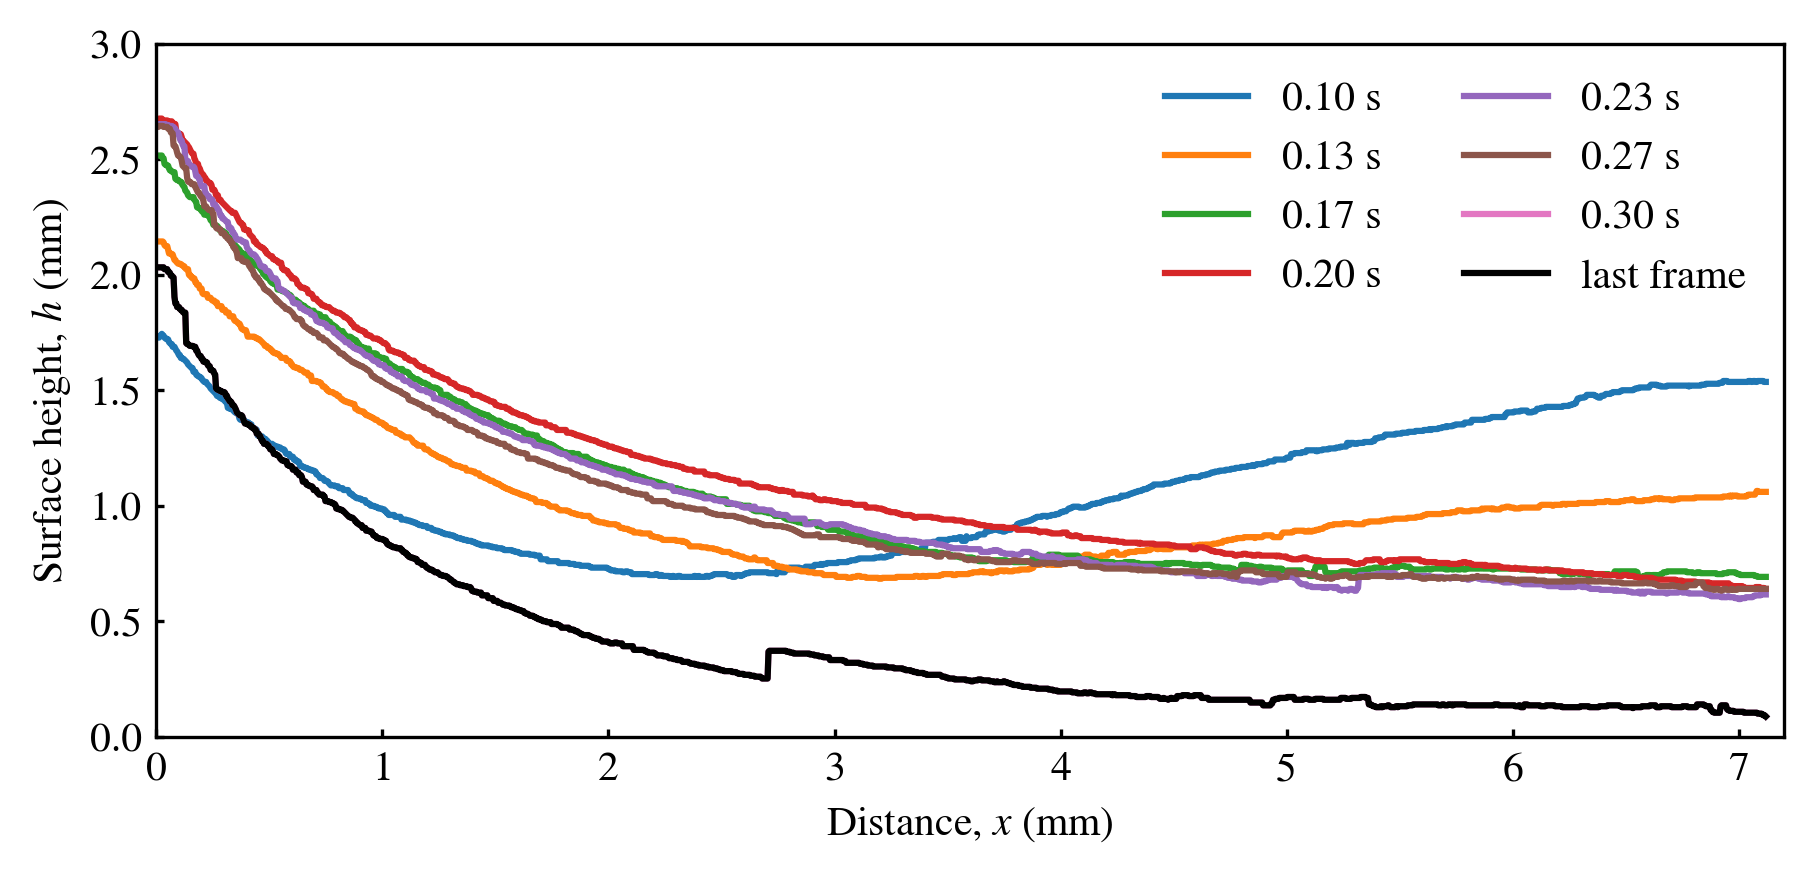 3.0
2.5
2.0
1.5
1.0
0.5
0.0
Surface height, h (mm)
0.10 s
0.13 s
0.17 s
0.20 s
0.23 s
0.27 s
0.30 s
last frame
0 1 2 3 4 5 6 7
Distance, x (mm)